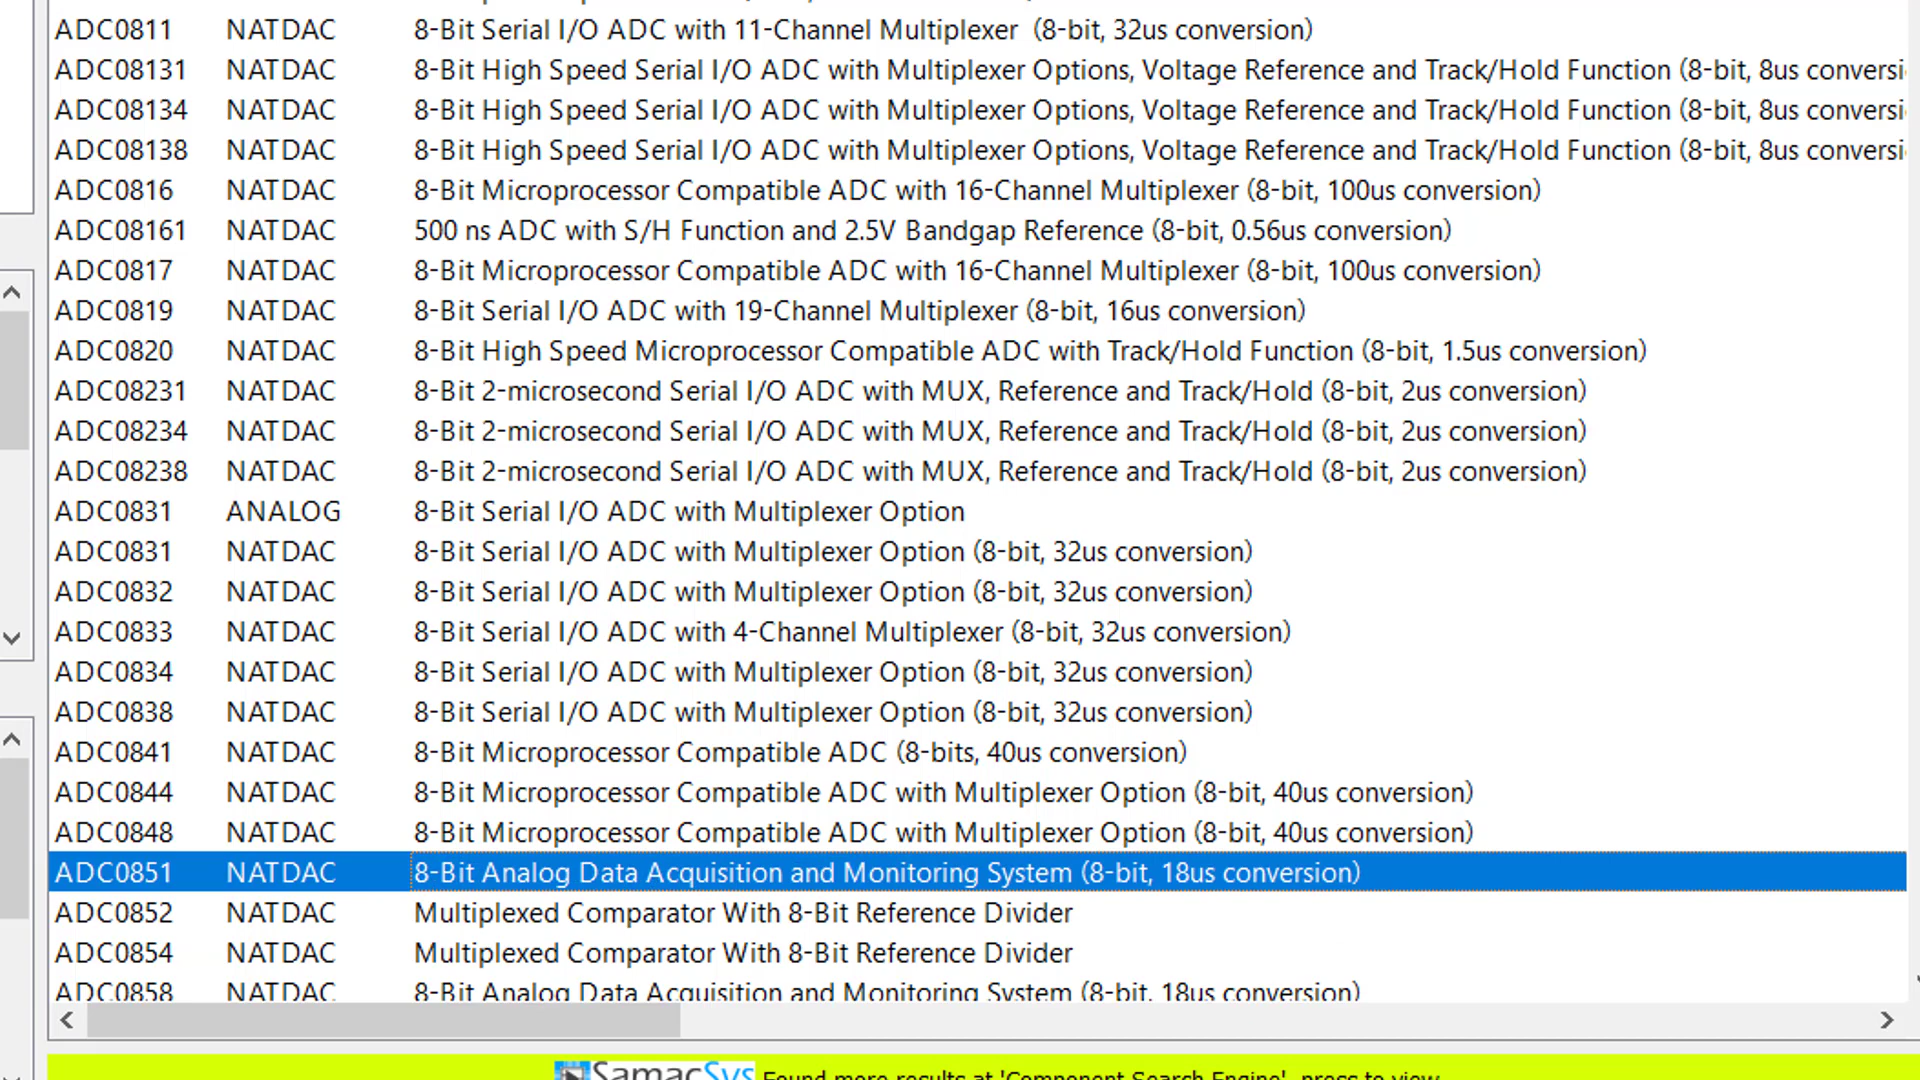 ADC0811 NATDAC 8-Bit Serial I/O ADC with 11-Channel Multiplexer (8-bit, 32us conversion)
ADC08131 NATDAC 8-Bit High Speed Serial I/O ADC with Multiplexer Options, Voltage Reference and Track/Hold Function (8-bit, 8us conversi
ADC08134 NATDAC 8-Bit High Speed Serial I/O ADC with Multiplexer Options, Voltage Reference and Track/Hold Function (8-bit, 8us conversi
ADC08138 NATDAC 8-Bit High Speed Serial I/O ADC with Multiplexer Options, Voltage Reference and Track/Hold Function (8-bit, 8us conversi
ADC0816 NATDAC 8-Bit Microprocessor Compatible ADC with 16-Channel Multiplexer (8-bit, 100us conversion)
ADC08161 NATDAC 500 ns ADC with S/H Function and 2.5V Bandgap Reference (8-bit, 0.56us conversion)
ADC0817 NATDAC 8-Bit Microprocessor Compatible ADC with 16-Channel Multiplexer (8-bit, 100us conversion)
ADC0819 NATDAC 8-Bit Serial I/O ADC with 19-Channel Multiplexer (8-bit, 16us conversion)
ADC0820 NATDAC 8-Bit High Speed Microprocessor Compatible ADC with Track/Hold Function (8-bit, 1.5us conversion)
ADC08231 NATDAC 8-Bit 2-microsecond Serial I/O ADC with MUX, Reference and Track/Hold (8-bit, 2us conversion)
ADC08234 NATDAC 8-Bit 2-microsecond Serial I/O ADC with MUX, Reference and Track/Hold (8-bit, 2us conversion)
ADC08238 NATDAC 8-Bit 2-microsecond Serial I/O ADC with MUX, Reference and Track/Hold (8-bit, 2us conversion)
ADC0831 ANALOG 8-Bit Serial I/O ADC with Multiplexer Option
ADC0831 NATDAC 8-Bit Serial I/O ADC with Multiplexer Option (8-bit, 32us conversion)
ADC0832 NATDAC 8-Bit Serial I/O ADC with Multiplexer Option (8-bit, 32us conversion)
ADC0833 NATDAC 8-Bit Serial I/O ADC with 4-Channel Multiplexer (8-bit, 32us conversion)
ADC0834 NATDAC 8-Bit Serial I/O ADC with Multiplexer Option (8-bit, 32us conversion)
ADC0838 NATDAC 8-Bit Serial I/O ADC with Multiplexer Option (8-bit, 32us conversion)
ADC0841 NATDAC 8-Bit Microprocessor Compatible ADC (8-bits, 40us conversion)
ADC0844 NATDAC 8-Bit Microprocessor Compatible ADC with Multiplexer Option (8-bit, 40us conversion)
ADC0848 NATDAC 8-Bit Microprocessor Compatible ADC with Multiplexer Option (8-bit, 40us conversion)
ADC0851 NATDAC 8-Bit Analog Data Acquisition and Monitoring System (8-bit, 18us conversion)
ADC0852 NATDAC Multiplexed Comparator With 8-Bit Reference Divider
ADC0854 NATDAC Multiplexed Comparator With 8-Bit Reference Divider
ADC0858 NATDAC 8-Bit Analog Data Acquisition and Monitoring System (8-bit, 18us conversion)
SamacSys Found more results at 'Component Search Engine', press to view